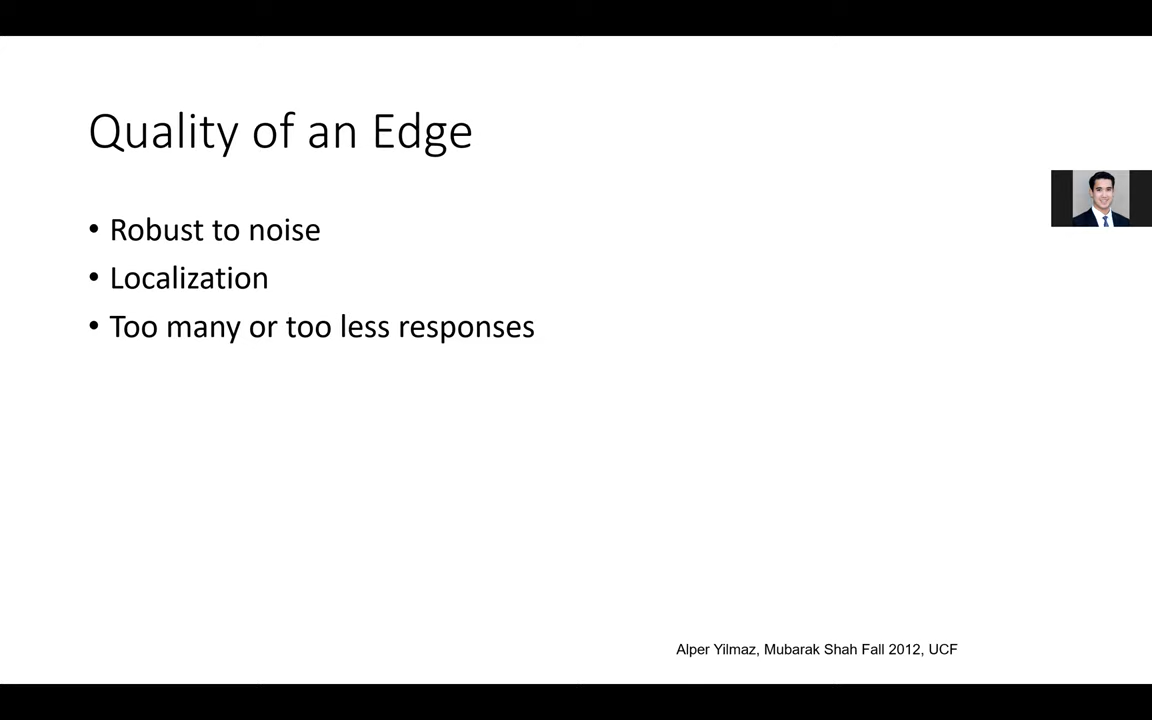 Quality of an Edge
• Robust to noise
• Localization
• Too many or too less responses
Alper Yilmaz, Mubarak Shah Fall 2012, UCF